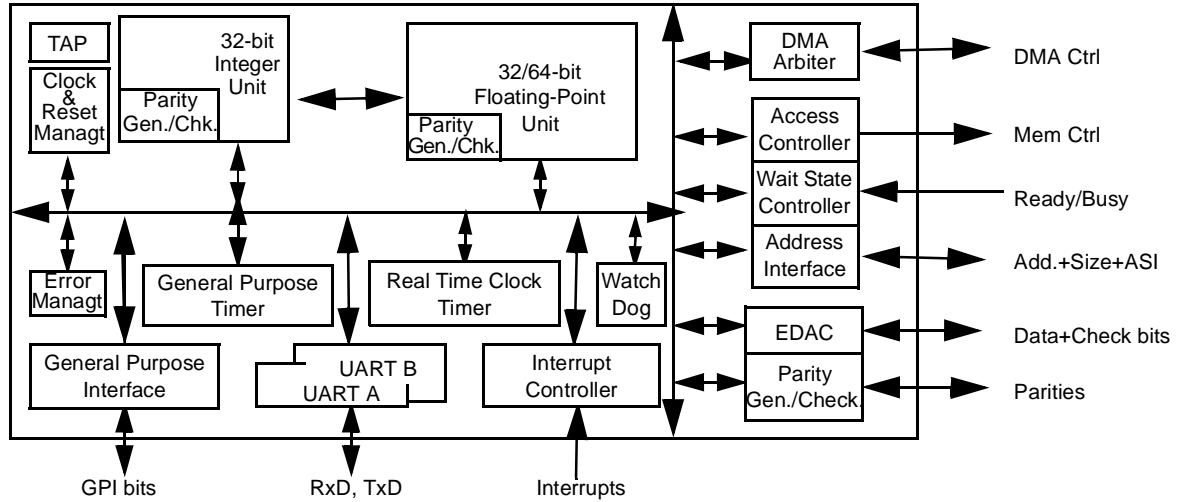 TAP
Clock
&
Reset
Managt
32-bit
Integer
Unit
Parity
Gen./Chk.
32/64-bit
Floating-Point
Unit
Parity
Gen./Chk.
DMA
Arbiter
DMA Ctrl
Access
Controller
Mem Ctrl
Wait State
Controller
Ready/Busy
Address
Interface
Add.+Size+ASI
Error
Managt
General Purpose
Timer
Real Time Clock
Timer
Watch
Dog
EDAC
Data+Check bits
Parity
Gen./Check.
Parities
General Purpose
Interface
UART B
UART A
Interrupt
Controller
GPI bits
RxD, TxD
Interrupts